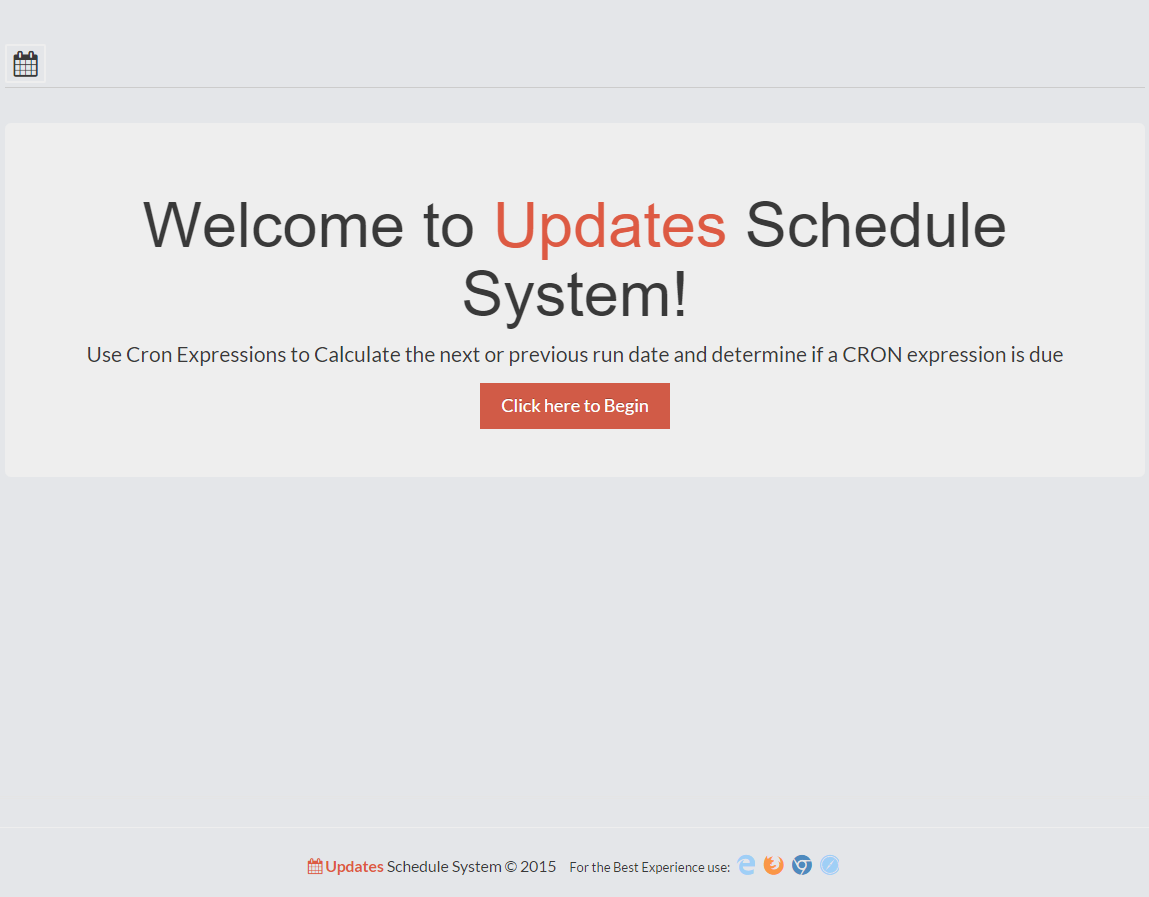 Welcome to Updates Schedule
System!
Use Cron Expressions to Calculate the next or previous run date and determine if a CRON expression is due
Click here to Begin
Updates Schedule System © 2015 For the Best Experience use: